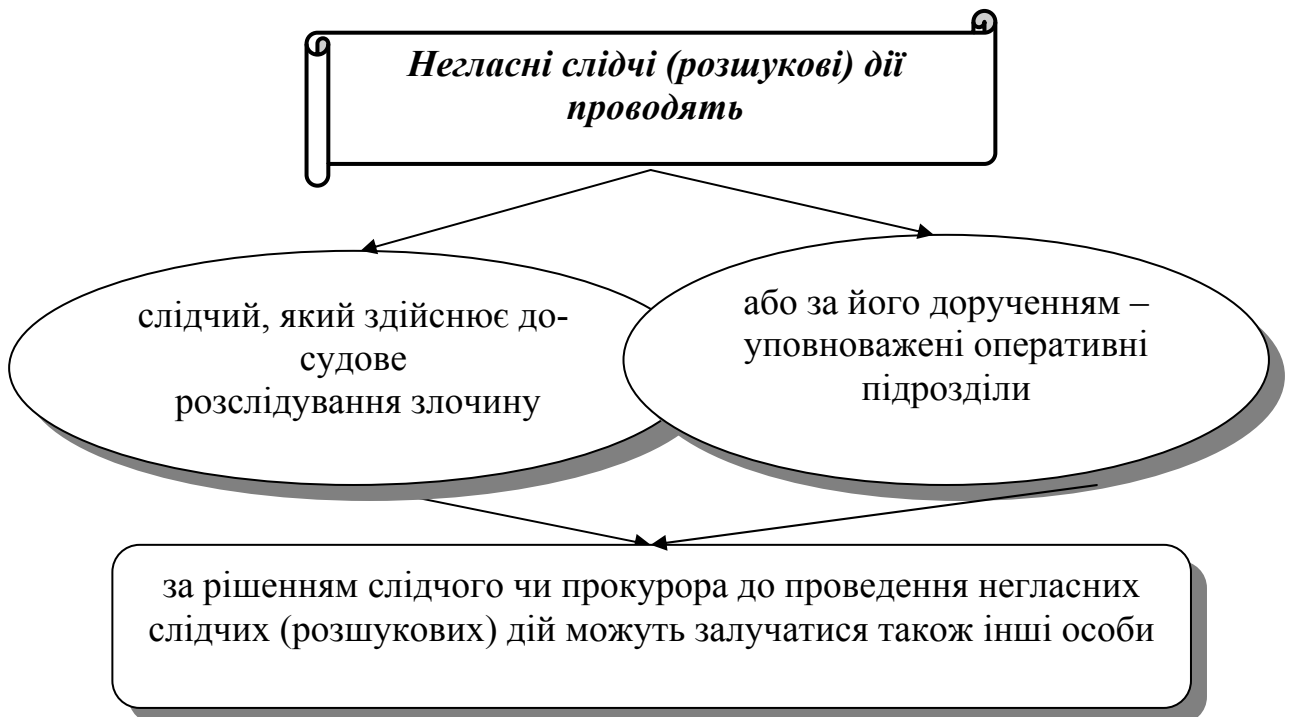 Негласні слідчі (розшукові) дії
проводять
слідчий, який здійснює до-
судове
розслідування злочину
або за його дорученням –
уповноважені оперативні
підрозділи
за рішенням слідчого чи прокурора до проведення негласних
слідчих (розшукових) дій можуть залучатися також інші особи